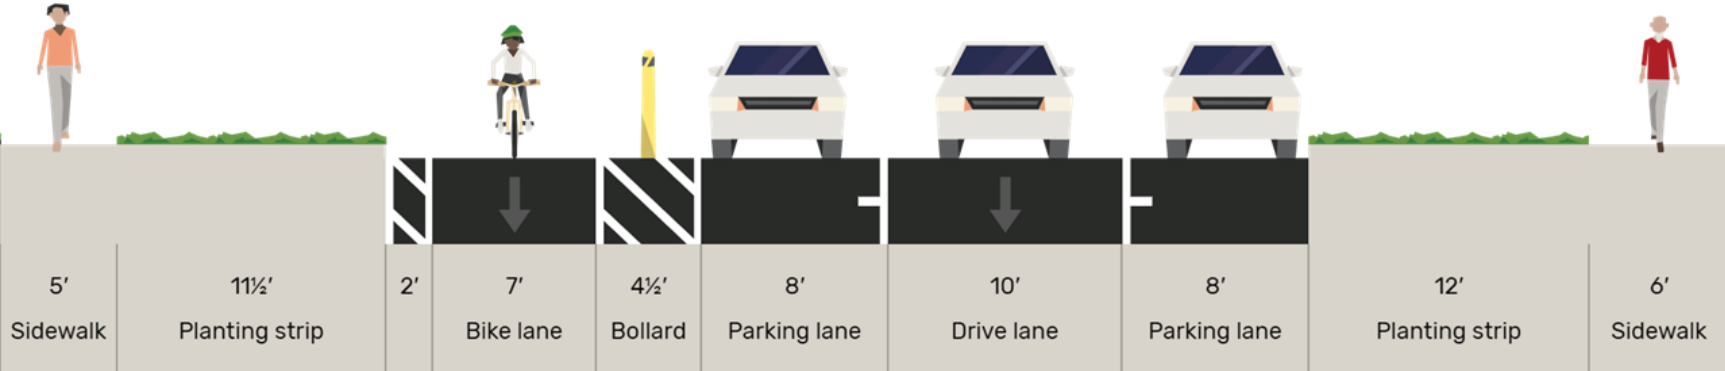 5′ 11½′ 2′ 7′ 4½′ 8′ 10′ 8′ 12′ 6′
Sidewalk Planting strip Bike lane Bollard Parking lane Drive lane Parking lane Planting strip Sidewalk